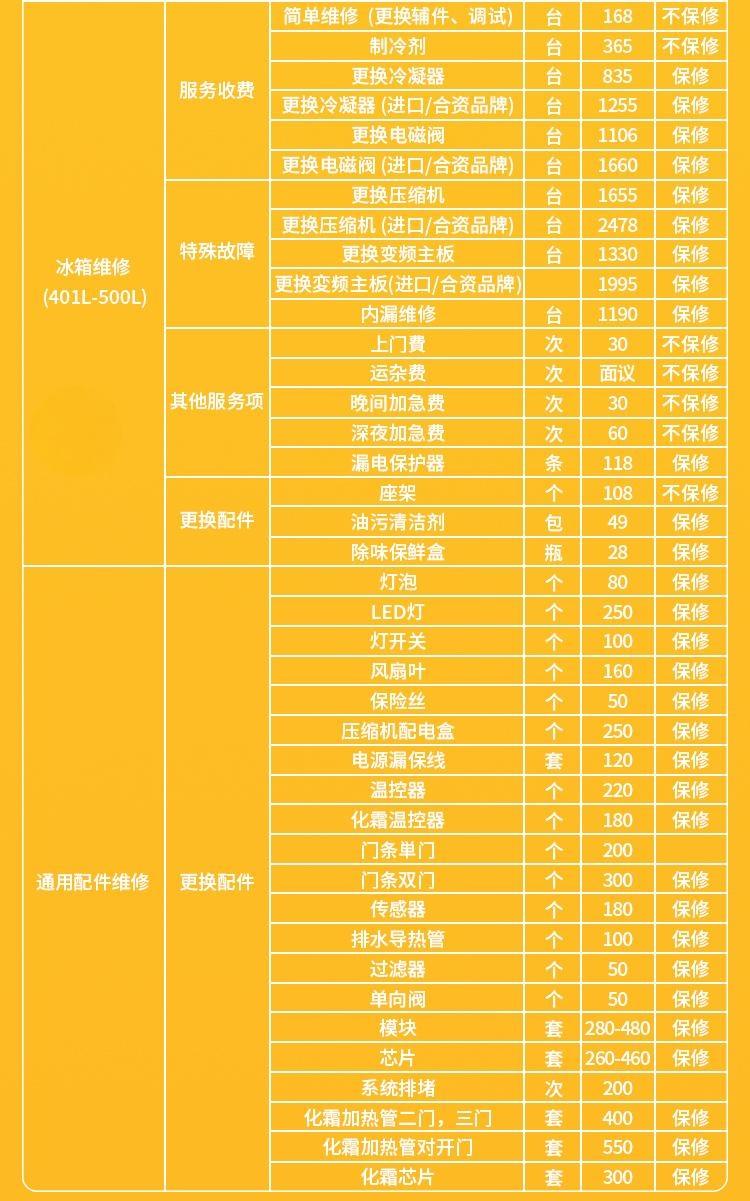 冰箱维修
(401L-500L)
服务收费
简单维修 (更换辅件、调试) 台 168 不保修
制冷剂 台 365 不保修
更换冷凝器 台 835 保修
更换冷凝器 (进口/合资品牌) 台 1255 保修
更换电磁阀 台 1106 保修
更换电磁阀 (进口/合资品牌) 台 1660 保修
特殊故障
更换压缩机 台 1655 保修
更换压缩机 (进口/合资品牌) 台 2478 保修
更换变频主板 台 1330 保修
更换变频主板(进口/合资品牌) 1995 保修
内漏维修 台 1190 保修
其他服务项
上门費 次 30 不保修
运杂费 次 面议 不保修
晚间加急费 次 30 不保修
深夜加急费 次 60 不保修
漏电保护器 条 118 保修
更换配件
座架 个 108 不保修
油污清洁剂 包 49 保修
除味保鲜盒 瓶 28 保修
通用配件维修
更换配件
灯泡 个 80 保修
LED灯 个 250 保修
灯开关 个 100 保修
风扇叶 个 160 保修
保险丝 个 50 保修
压缩机配电盒 个 250 保修
电源漏保线 套 120 保修
温控器 个 220 保修
化霜温控器 个 180 保修
门条単门 个 200
门条双门 个 300 保修
传感器 个 180 保修
排水导热管 个 100 保修
过滤器 个 50 保修
单向阀 个 50 保修
模块 套 280-480 保修
芯片 套 260-460 保修
系统排堵 次 200
化霜加热管二门，三门 套 400 保修
化霜加热管对开门 套 550 保修
化霜芯片 套 300 保修